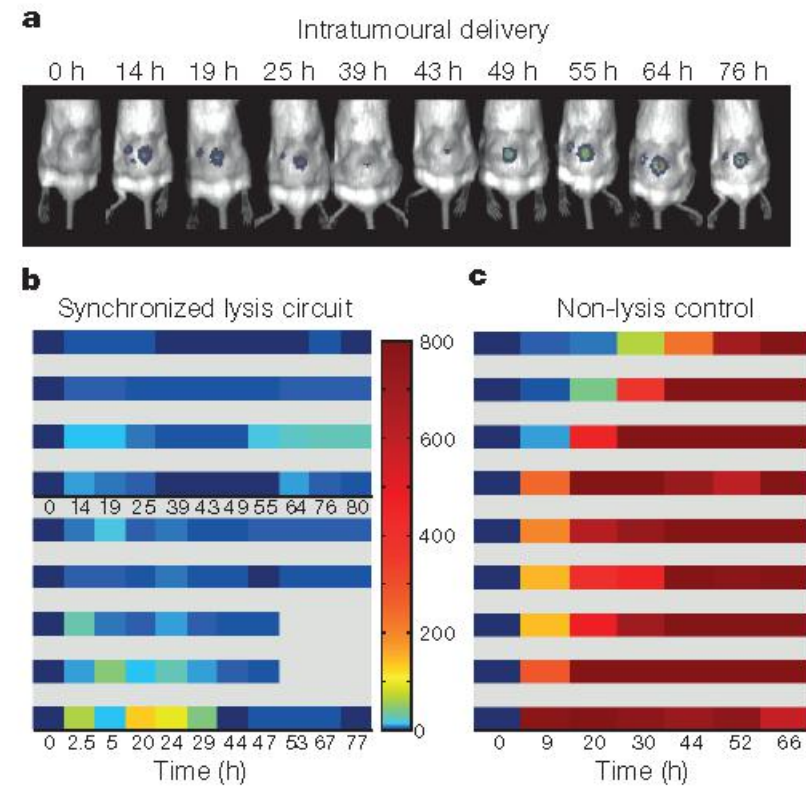 a
Intratumoural delivery
0 h 14 h 19 h 25 h 39 h 43 h 49 h 55 h 64 h 76 h
b
Synchronized lysis circuit
0 14 19 25 39 43 49 55 64 76 80
0 2.5 5 20 24 29 44 47 53 67 77
Time (h)
800
600
400
200
0
c
Non-lysis control
0 9 20 30 44 52 66
Time (h)